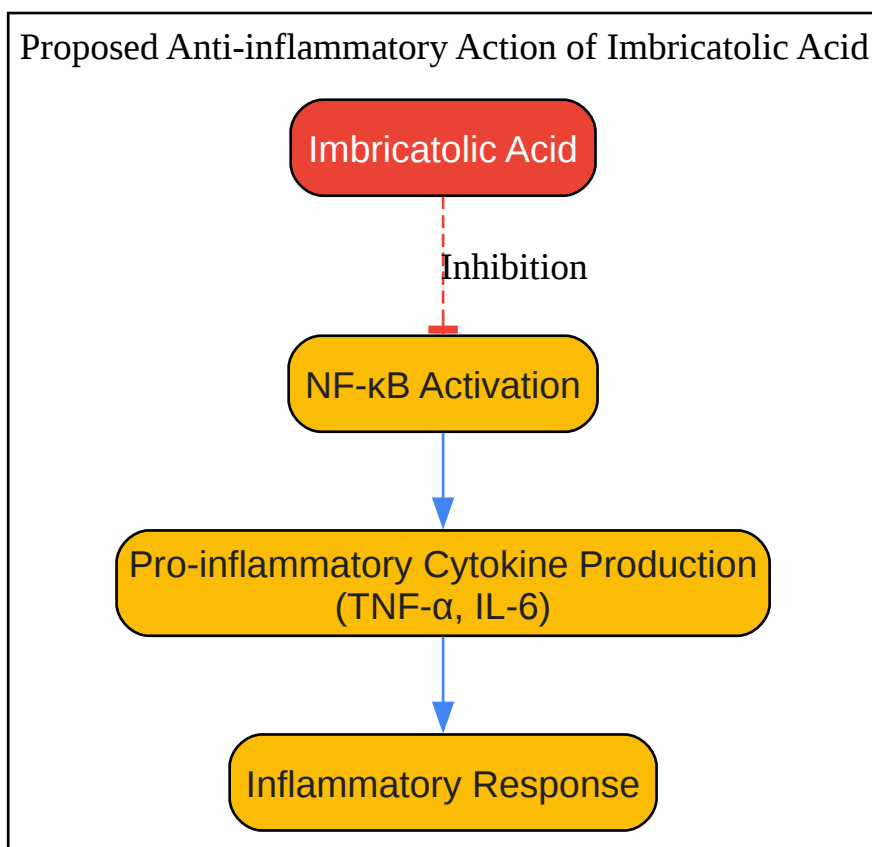 Proposed Anti-inflammatory Action of Imbricatolic Acid
Imbricatolic Acid
Inhibition
NF-κB Activation
Pro-inflammatory Cytokine Production
(TNF-α, IL-6)
Inflammatory Response